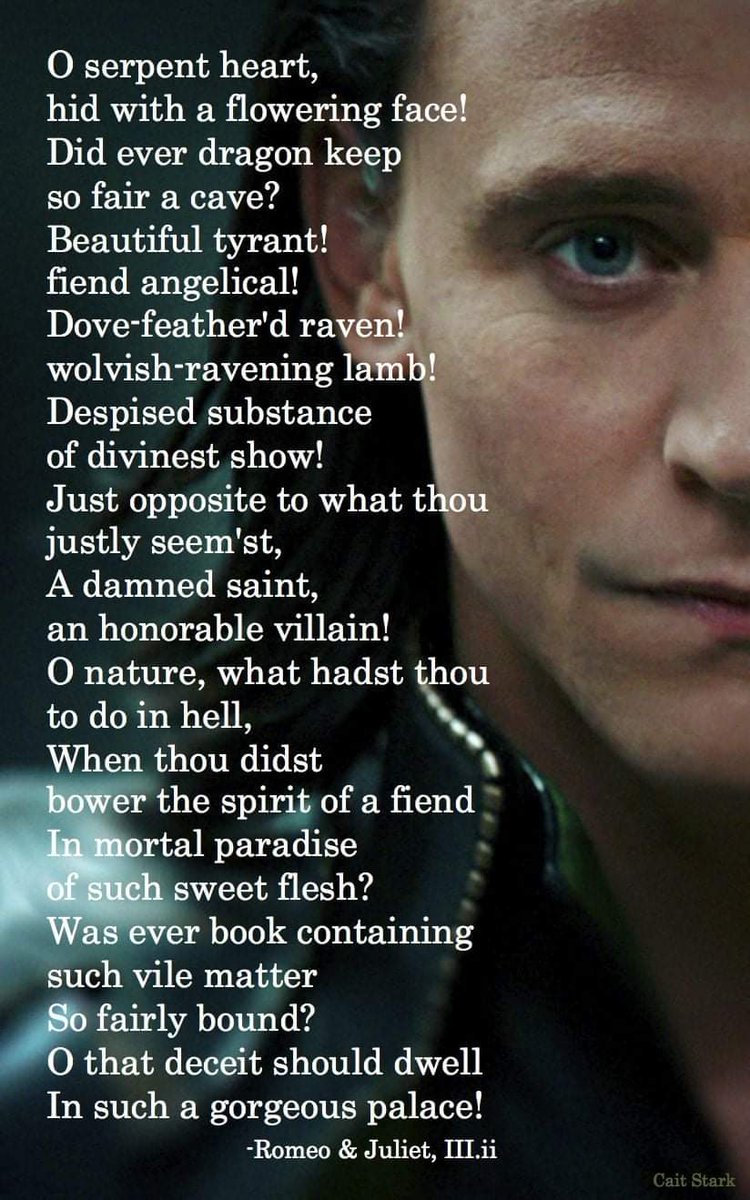 O serpent heart,
hid with a flowering face!
Did ever dragon keep
so fair a cave?
Beautiful tyrant!
fiend angelical!
Dove-feather'd raven!
wolvish-ravening lamb!
Despised substance
of divinest show!
Just opposite to what thou
justly seem'st,
A damned saint,
an honorable villain!
O nature, what hadst thou
to do in hell,
When thou didst
bower the spirit of a fiend
In mortal paradise
of such sweet flesh?
Was ever book containing
such vile matter
So fairly bound?
O that deceit should dwell
In such a gorgeous palace!
-Romeo & Juliet, III.ii
Cait Stark